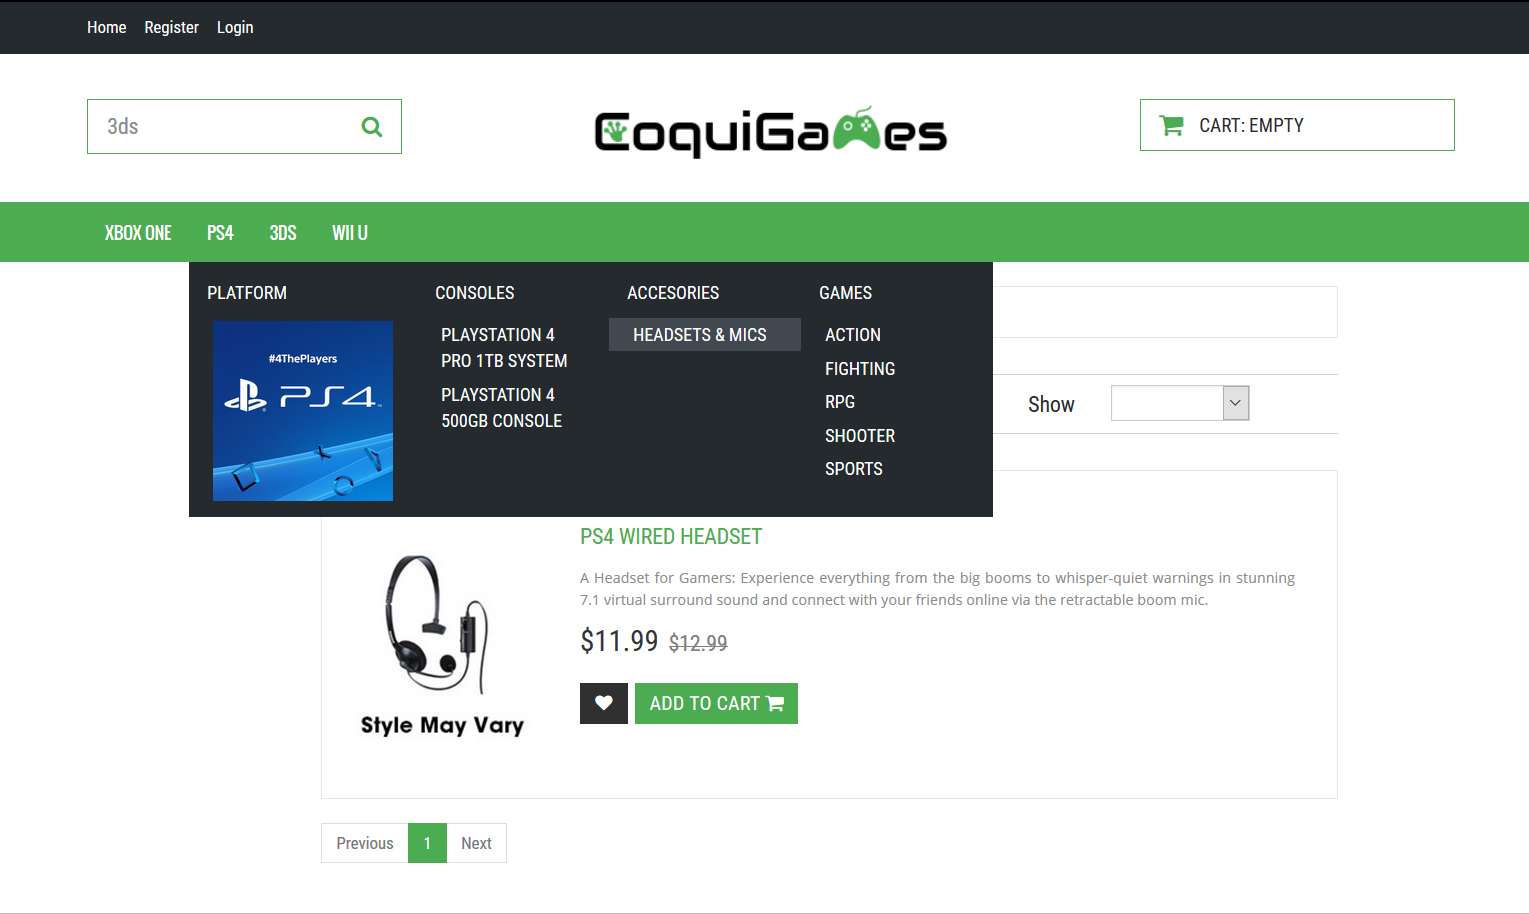 Home Register Login
3ds
CoquiGames
CART: EMPTY
XBOX ONE PS4 3DS WII U
PLATFORM
#4ThePlayers
PS4
CONSOLES
PLAYSTATION 4
PRO 1TB SYSTEM
PLAYSTATION 4
500GB CONSOLE
ACCESORIES
HEADSETS & MICS
GAMES
ACTION
FIGHTING
RPG
SHOOTER
SPORTS
Show
PS4 WIRED HEADSET
A Headset for Gamers: Experience everything from the big booms to whisper-quiet warnings in stunning
7.1 virtual surround sound and connect with your friends online via the retractable boom mic.
$11.99 $12.99
ADD TO CART
Style May Vary
Previous 1 Next